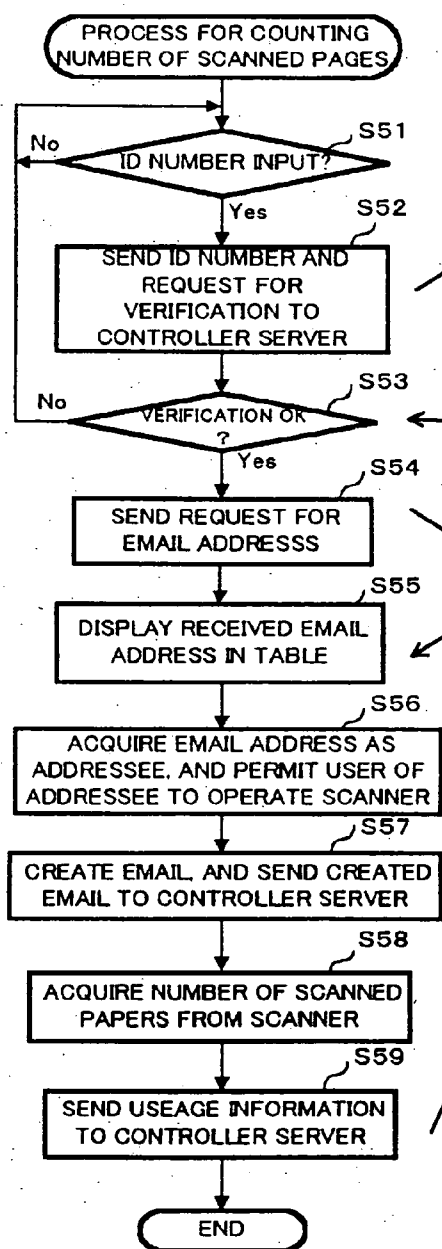 PROCESS FOR COUNTING
NUMBER OF SCANNED PAGES
S51
No
ID NUMBER INPUT?
Yes
S52
SEND ID NUMBER AND
REQUEST FOR
VERIFICATION TO
CONTROLLER SERVER
S53
No
VERIFICATION OK
?
Yes
S54
SEND REQUEST FOR
EMAIL ADDRESSS
S55
DISPLAY RECEIVED EMAIL
ADDRESS IN TABLE
S56
ACQUIRE EMAIL ADDRESS AS
ADDRESSEE, AND PERMIT USER OF
ADDRESSEE TO OPERATE SCANNER
S57
CREATE EMAIL, AND SEND CREATED
EMAIL TO CONTROLLER SERVER
S58
ACQUIRE NUMBER OF SCANNED
PAPERS FROM SCANNER
S59
SEND USEAGE INFORMATION
TO CONTROLLER SERVER
END